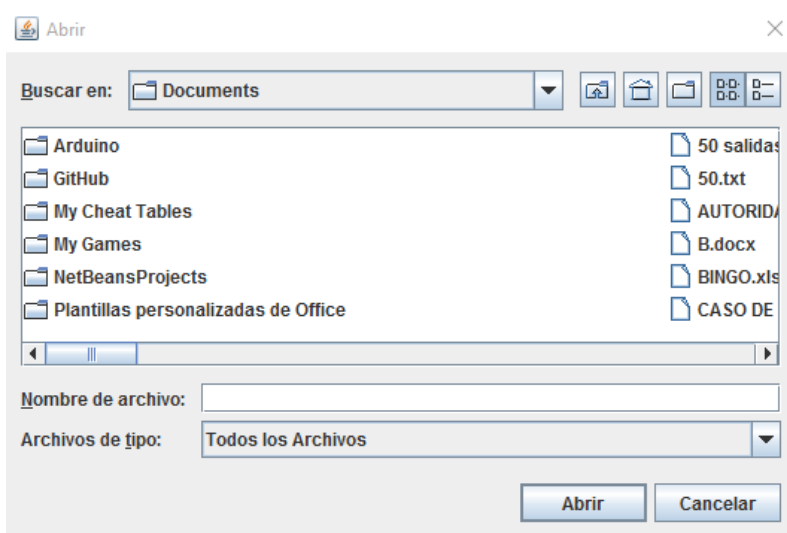 Abrir
Buscar en: Documents
Arduino
GitHub
My Cheat Tables
My Games
NetBeansProjects
Plantillas personalizadas de Office
50 salidas
50.txt
AUTORIDA
B.docx
BINGO.xls
CASO DE
Nombre de archivo:
Archivos de tipo: Todos los Archivos
Abrir Cancelar